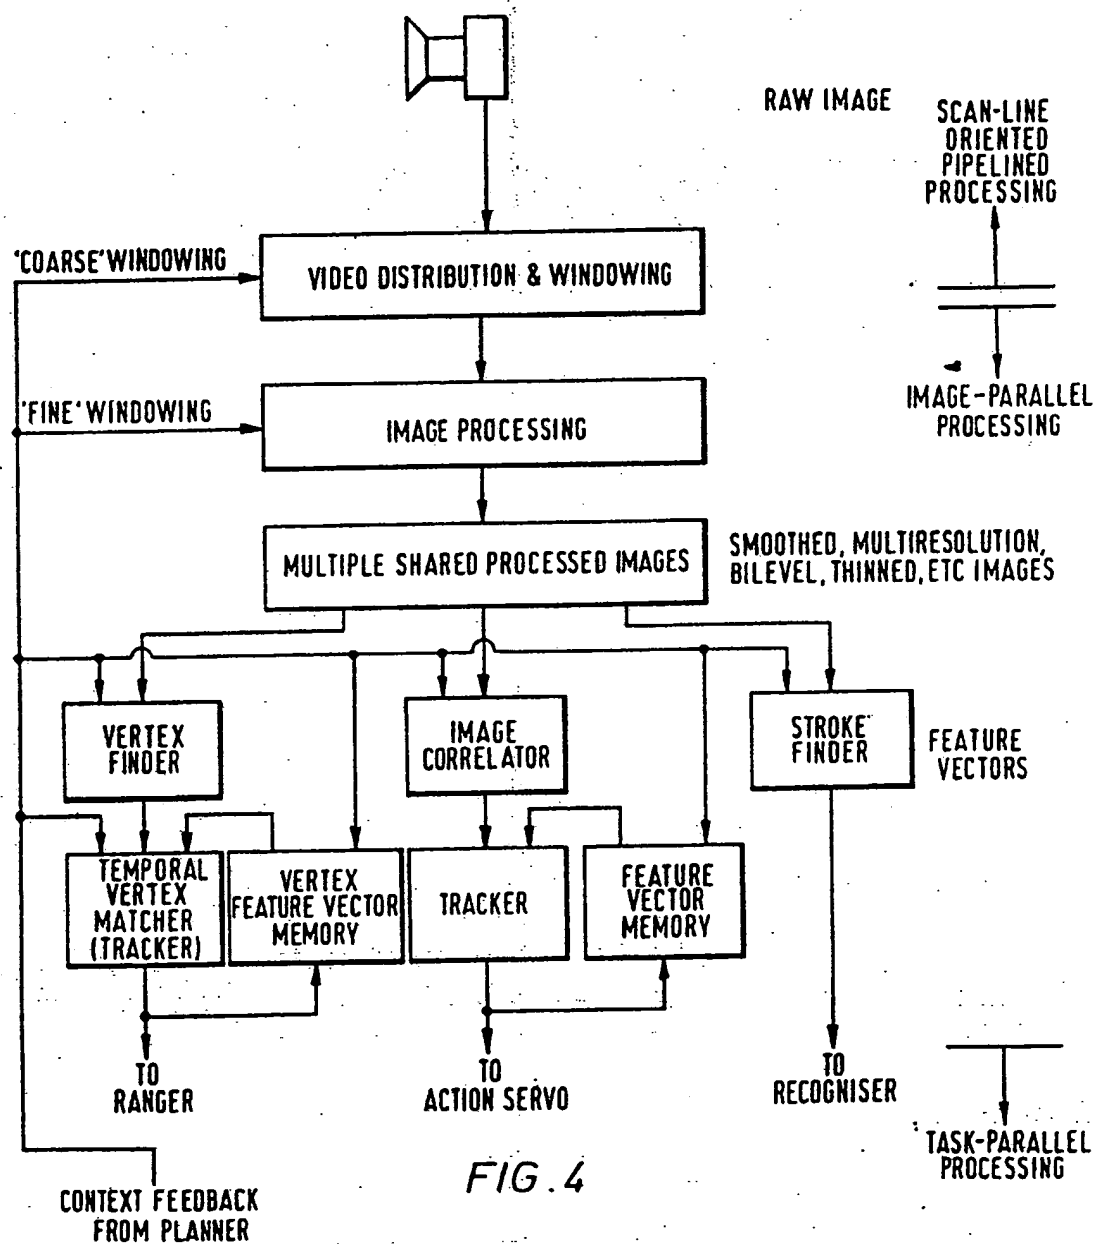 RAW IMAGE
SCAN-LINE
ORIENTED
PIPELINED
PROCESSING
'COARSE' WINDOWING
VIDEO DISTRIBUTION & WINDOWING
'FINE' WINDOWING
IMAGE PROCESSING
IMAGE-PARALLEL
PROCESSING
MULTIPLE SHARED PROCESSED IMAGES
SMOOTHED, MULTIRESOLUTION,
BILEVEL, THINNED, ETC IMAGES
VERTEX
FINDER
IMAGE
CORRELATOR
STROKE
FINDER
FEATURE
VECTORS
TEMPORAL
VERTEX
MATCHER
(TRACKER)
VERTEX
FEATURE VECTOR
MEMORY
TRACKER
FEATURE
VECTOR
MEMORY
TO
RANGER
TO
ACTION SERVO
TO
RECOGNISER
TASK-PARALLEL
PROCESSING
CONTEXT FEEDBACK
FROM PLANNER
FIG. 4